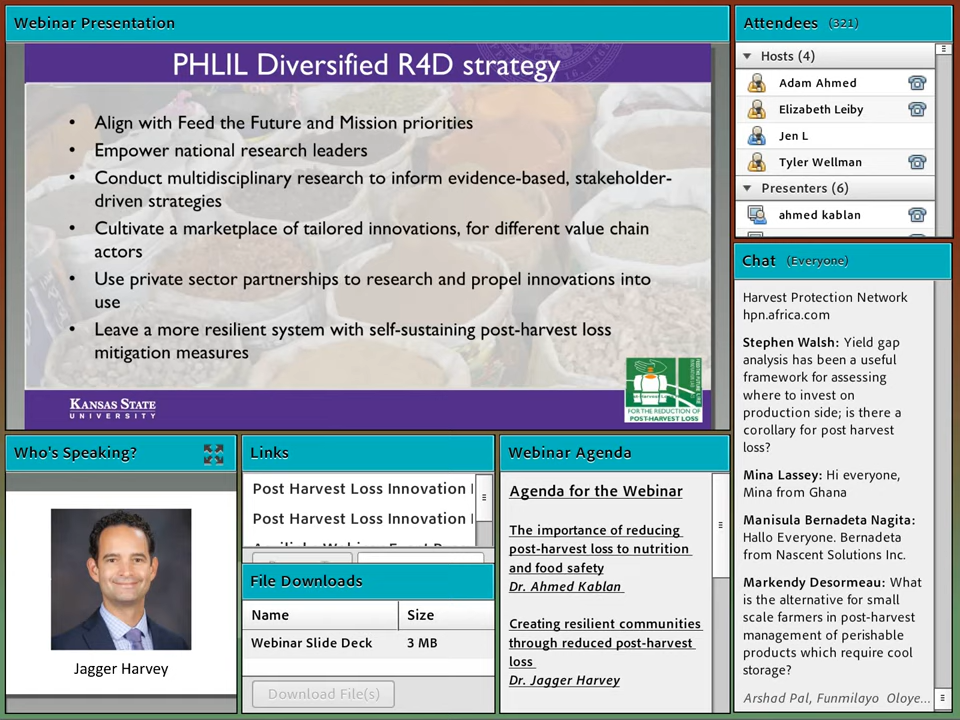 Webinar Presentation
PHLIL Diversified R4D strategy
• Align with Feed the Future and Mission priorities
• Empower national research leaders
• Conduct multidisciplinary research to inform evidence-based, stakeholder-
driven strategies
• Cultivate a marketplace of tailored innovations, for different value chain
actors
• Use private sector partnerships to research and propel innovations into
use
• Leave a more resilient system with self-sustaining post-harvest loss
mitigation measures
KANSAS STATE
UNIVERSITY
FOR THE REDUCTION OF
POST-HARVEST LOSS
Attendees (321)
Hosts (4)
Adam Ahmed
Elizabeth Leiby
Jen L
Tyler Wellman
Presenters (6)
ahmed kablan
Chat (Everyone)
Harvest Protection Network
hpn.africa.com
Stephen Walsh: Yield gap
analysis has been a useful
framework for assessing
where to invest on
production side; is there a
corollary for post harvest
loss?
Mina Lassey: Hi everyone,
Mina from Ghana
Manisula Bernadeta Nagita:
Hallo Everyone. Bernadeta
from Nascent Solutions Inc.
Markendy Desormeau: What
is the alternative for small
scale farmers in post-harvest
management of perishable
products which require cool
storage?
Arshad Pal, Funmilayo Oloye...
Who's Speaking?
Jagger Harvey
Links
Post Harvest Loss Innovation
Post Harvest Loss Innovation
File Downloads
Name Size
Webinar Slide Deck 3 MB
Download File(s)
Webinar Agenda
Agenda for the Webinar
The importance of reducing
post-harvest loss to nutrition
and food safety
Dr. Ahmed Kablan
Creating resilient communities
through reduced post-harvest
loss
Dr. Jagger Harvey